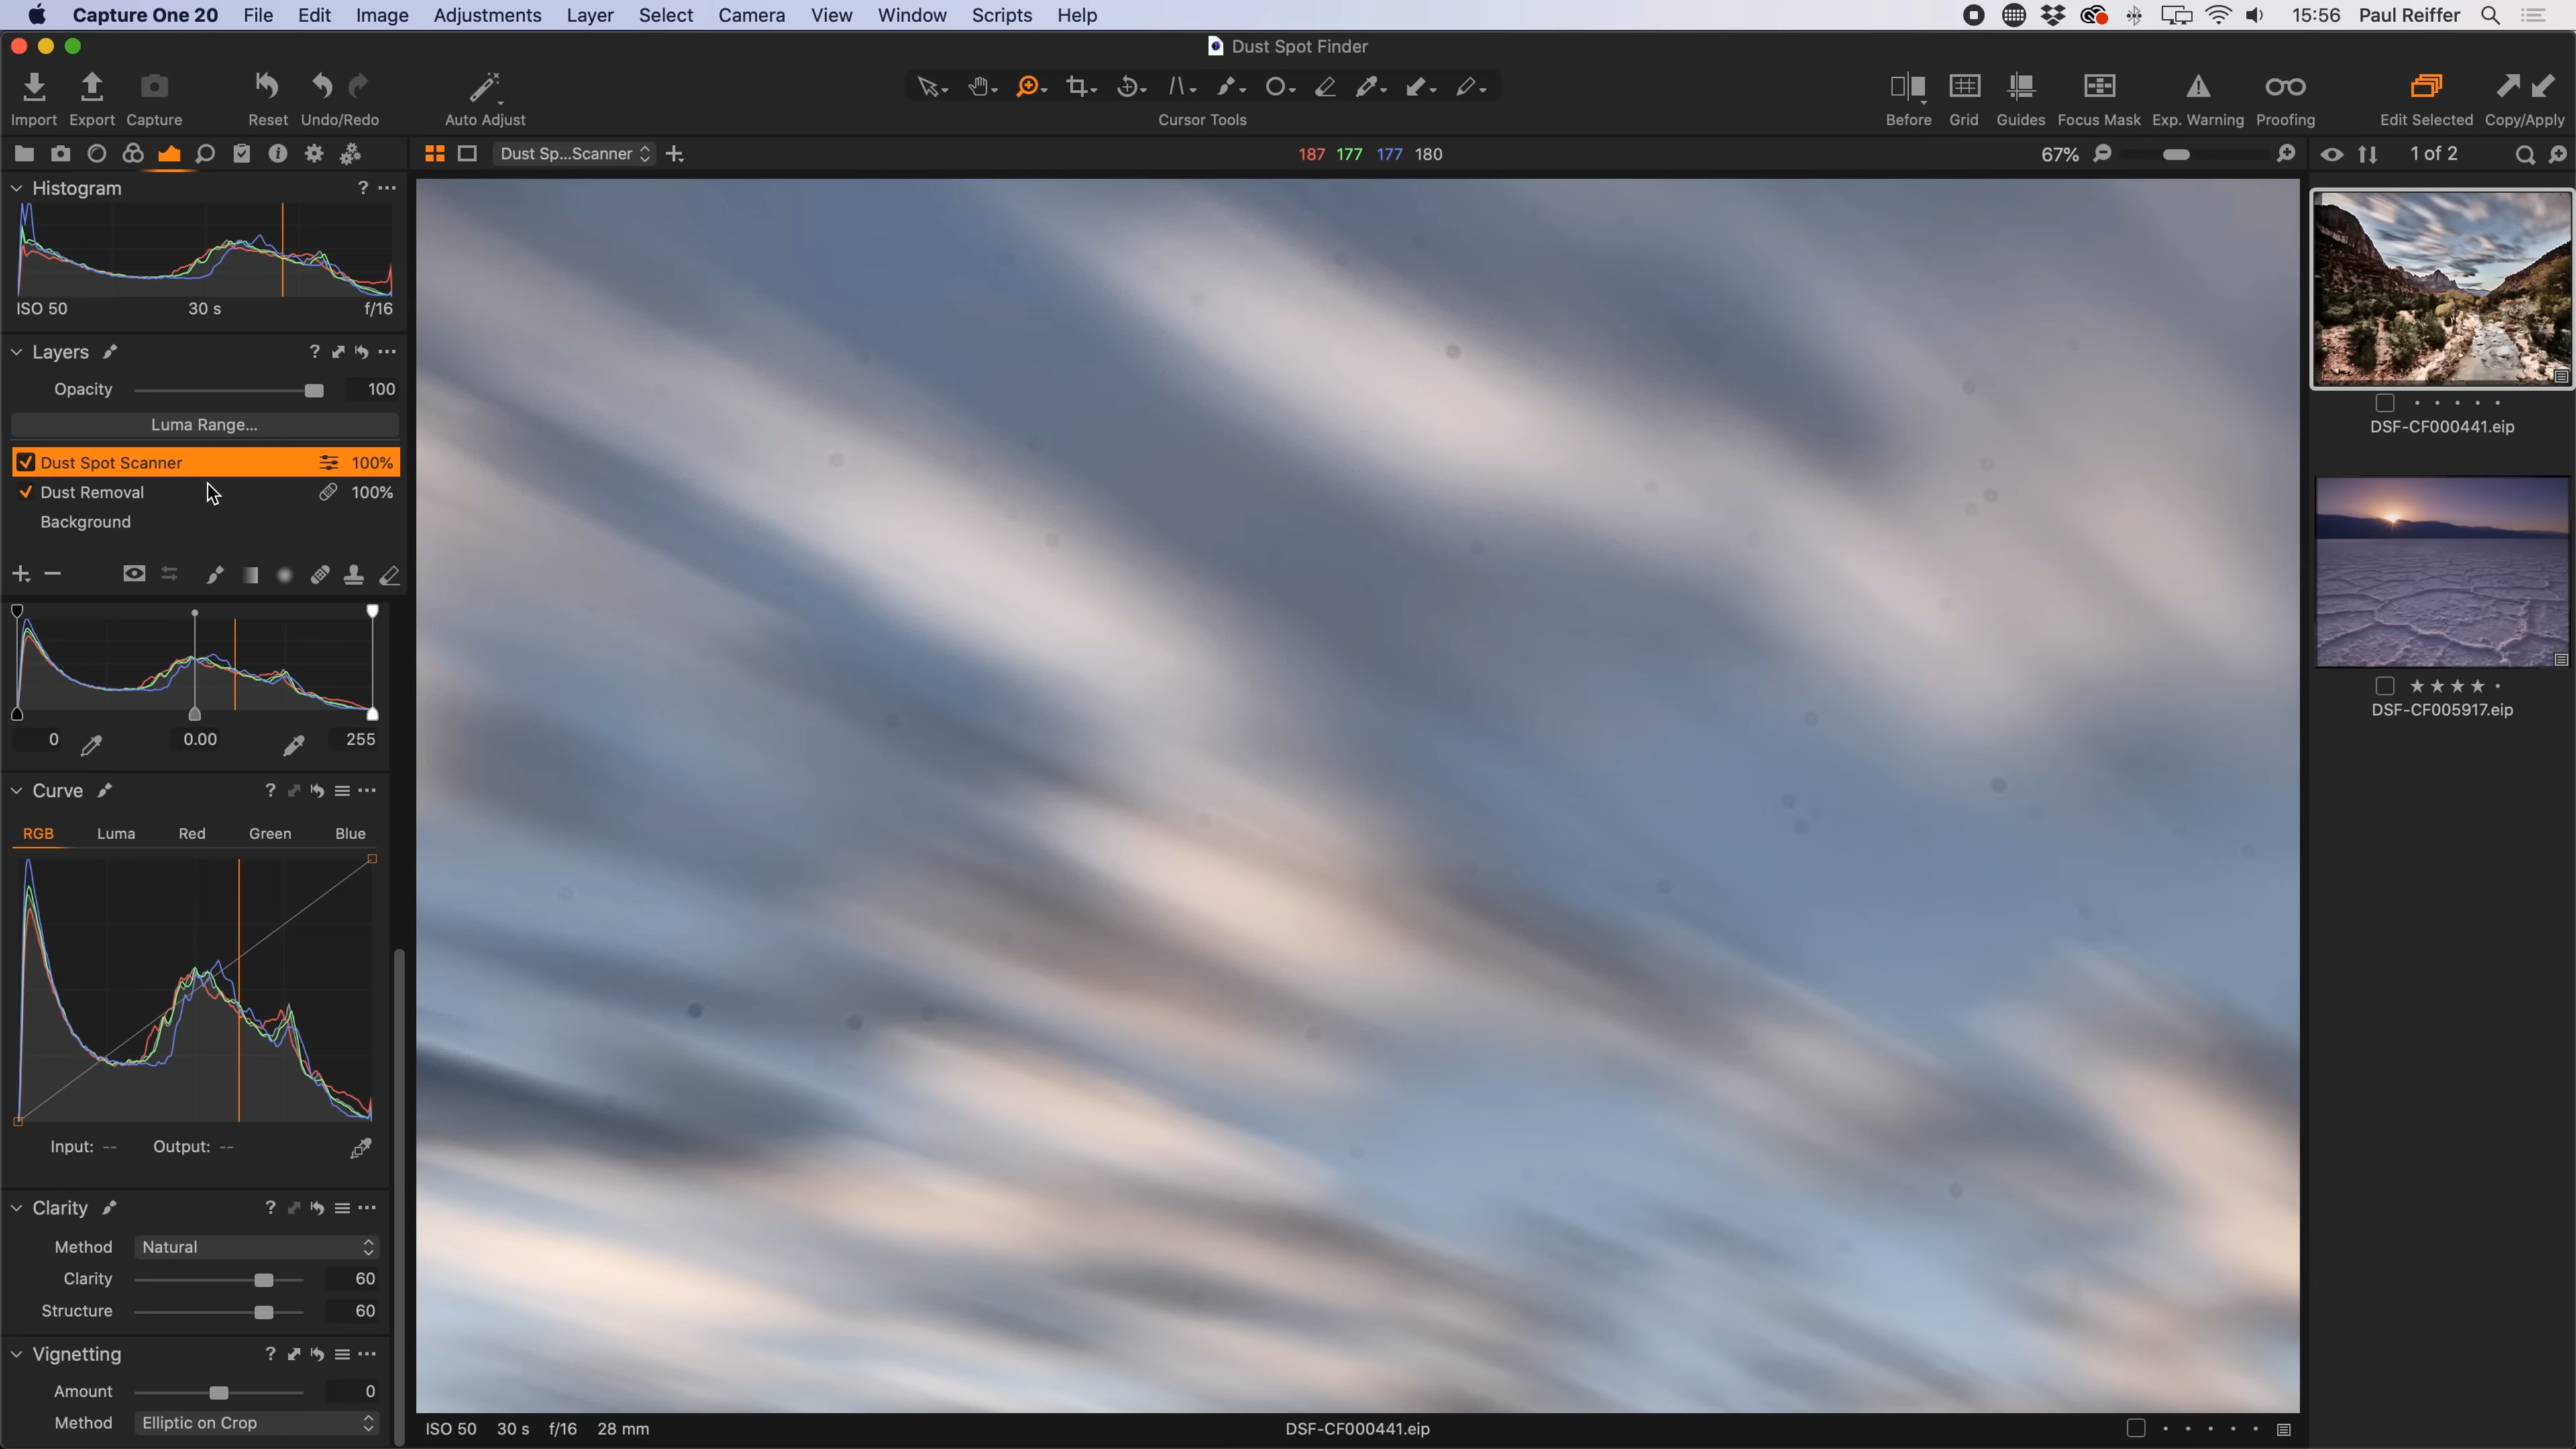 Capture One 20 File Edit Image Adjustments Layer Select Camera View Window Scripts Help 15:56 Paul Reiffer
Dust Spot Finder
Import Export Capture Reset Undo/Redo Auto Adjust Cursor Tools Before Grid Guides Focus Mask Exp. Warning Proofing Edit Selected Copy/Apply
Dust Sp...Scanner 187 177 177 180 67% 1 of 2
Histogram ?
ISO 50 30 s f/16
Layers ?
Opacity 100
Luma Range...
Dust Spot Scanner 100%
Dust Removal 100%
Background
0 0.00 255
Curve ?
RGB Luma Red Green Blue
Input: -- Output: --
Clarity ?
Method Natural
Clarity 60
Structure 60
Vignetting ?
Amount 0
Method Elliptic on Crop
ISO 50 30 s f/16 28 mm DSF-CF000441.eip
DSF-CF000441.eip
DSF-CF005917.eip